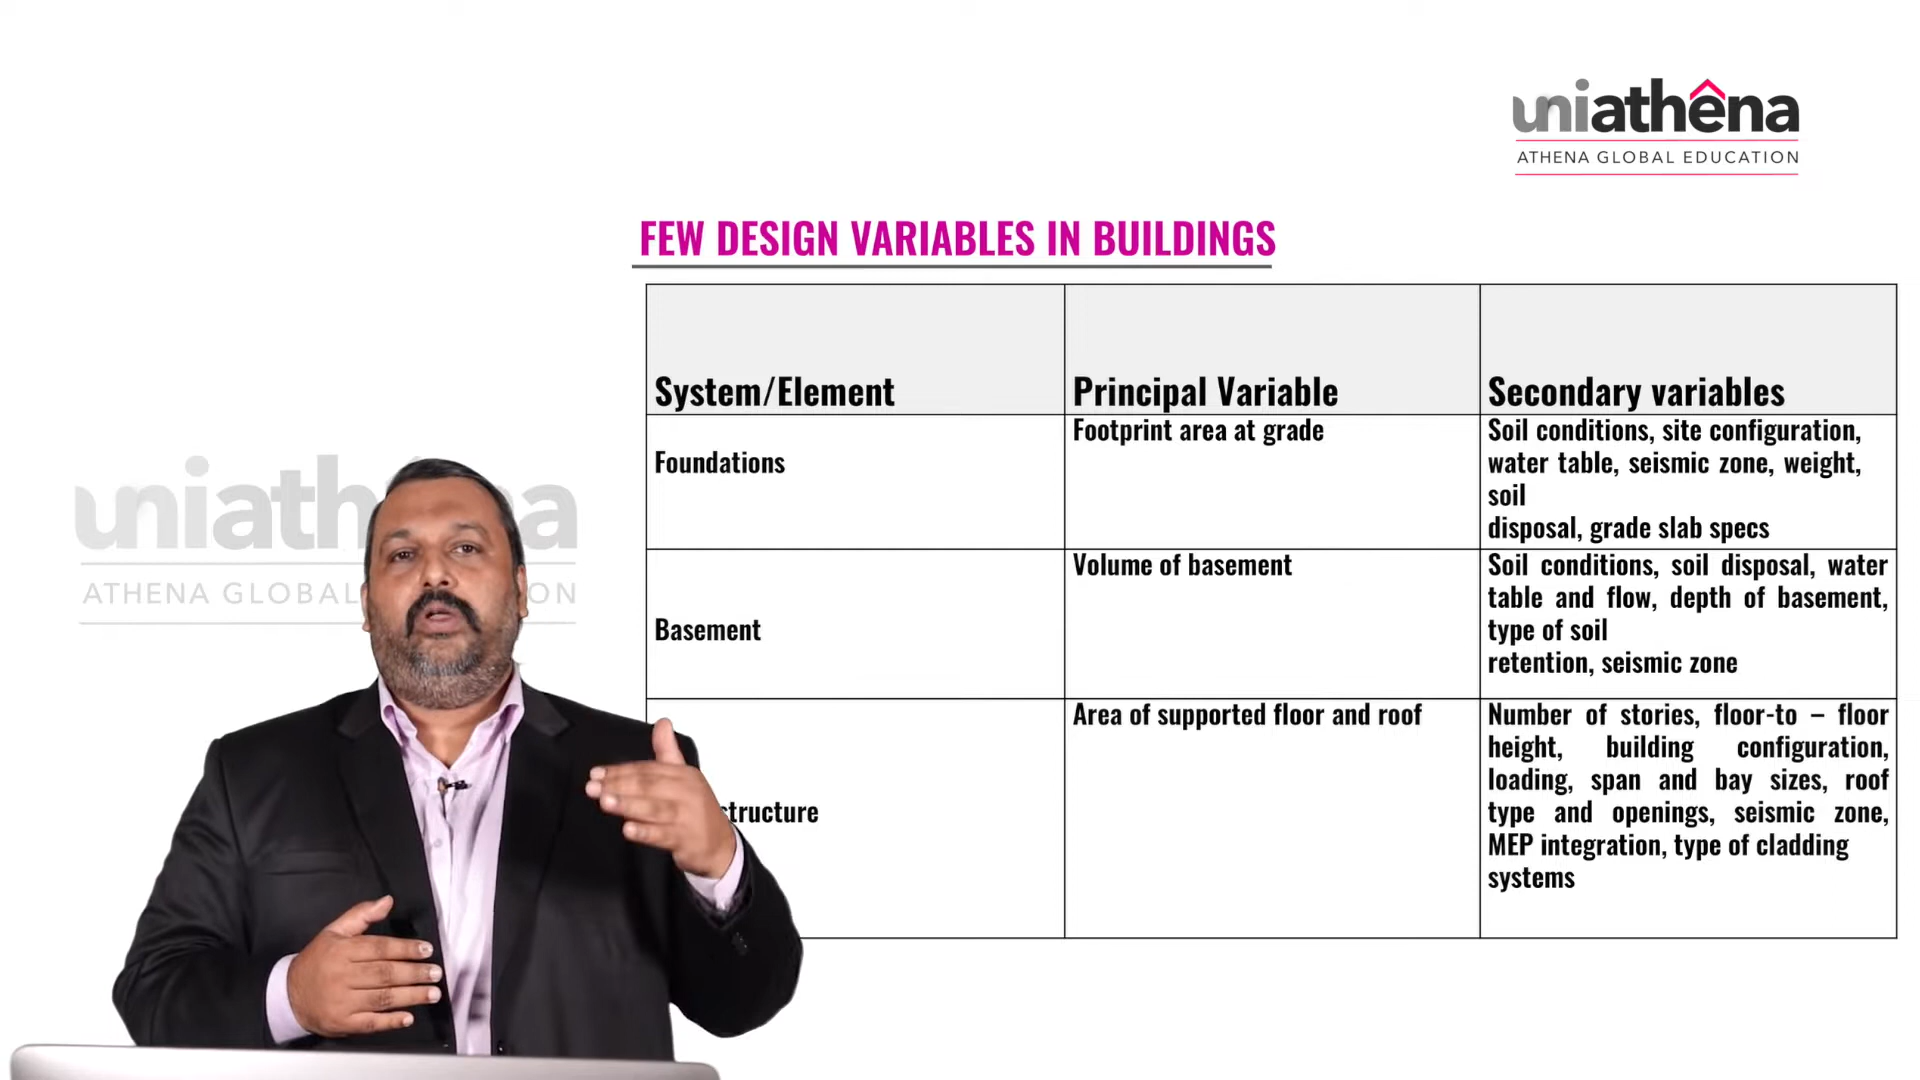 uniathena
ATHENA GLOBAL EDUCATION
FEW DESIGN VARIABLES IN BUILDINGS
System/Element
Principal Variable
Secondary variables
Foundations
Footprint area at grade
Soil conditions, site configuration,
water table, seismic zone, weight,
soil
disposal, grade slab specs
Basement
Volume of basement
Soil conditions, soil disposal, water
table and flow, depth of basement,
type of soil
retention, seismic zone
structure
Area of supported floor and roof
Number of stories, floor-to – floor
height, building configuration,
loading, span and bay sizes, roof
type and openings, seismic zone,
MEP integration, type of cladding
systems
uniathena
ATHENA GLOBAL